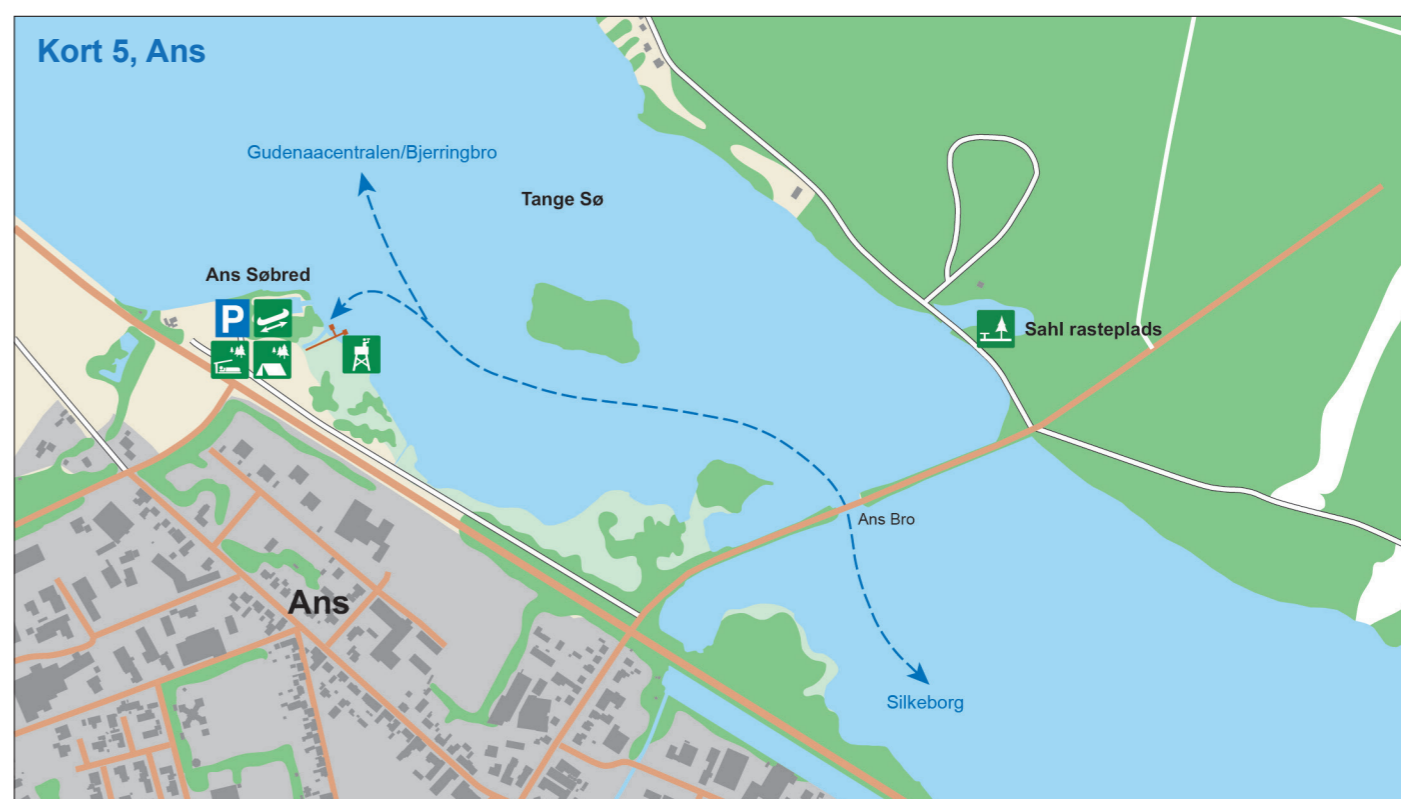 Kort 5, Ans
Gudenaacentralen/Bjerringbro
Tange Sø
Ans Søbred
P
Sahl rasteplads
Ans Bro
Ans
Silkeborg